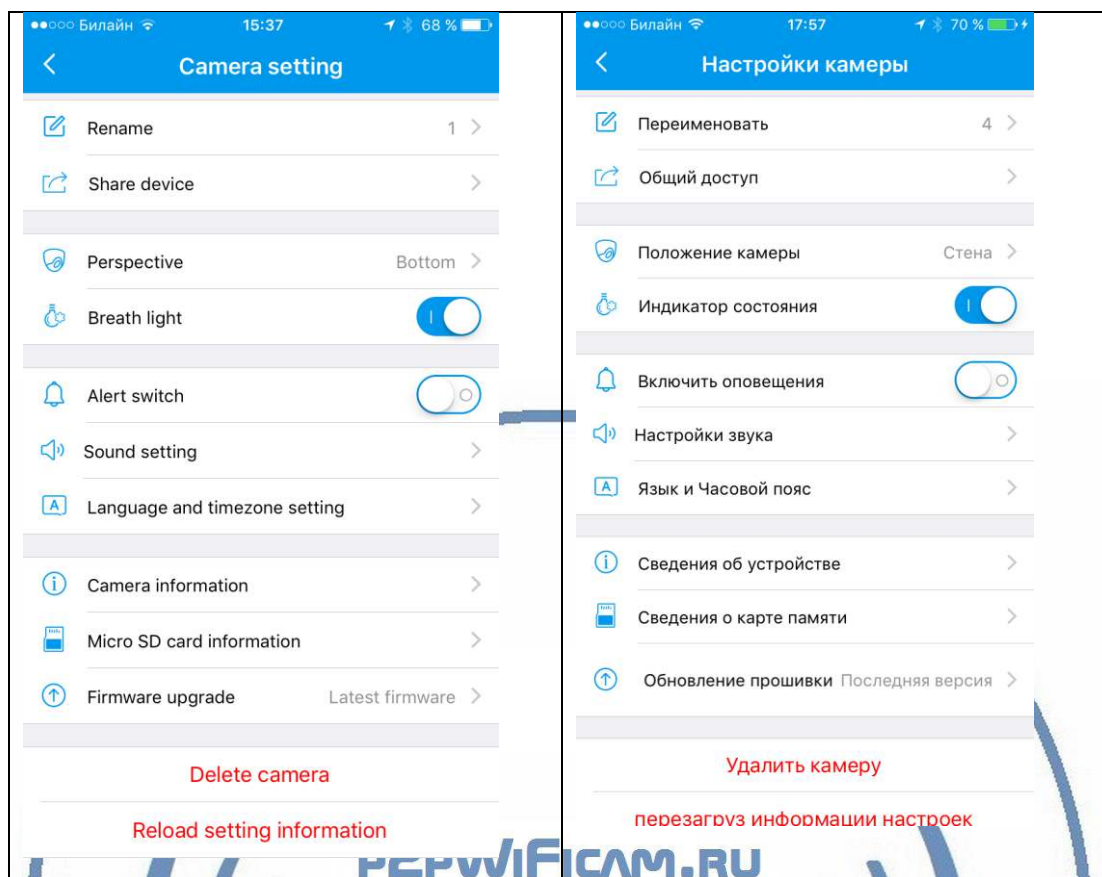 Билайн 15:37 68 %
Camera setting
Rename 1
Share device
Perspective Bottom
Breath light
Alert switch
Sound setting
Language and timezone setting
Camera information
Micro SD card information
Firmware upgrade Latest firmware
Delete camera
Reload setting information
Билайн 17:57 70 %
Настройки камеры
Переименовать 4
Общий доступ
Положение камеры Стена
Индикатор состояния
Включить оповещения
Настройки звука
A Язык и Часовой пояс
Сведения об устройстве
Сведения о карте памяти
Обновление прошивки Последняя версия
Удалить камеру
перезагруз информации настроек
PEEPWIFICAM.RU